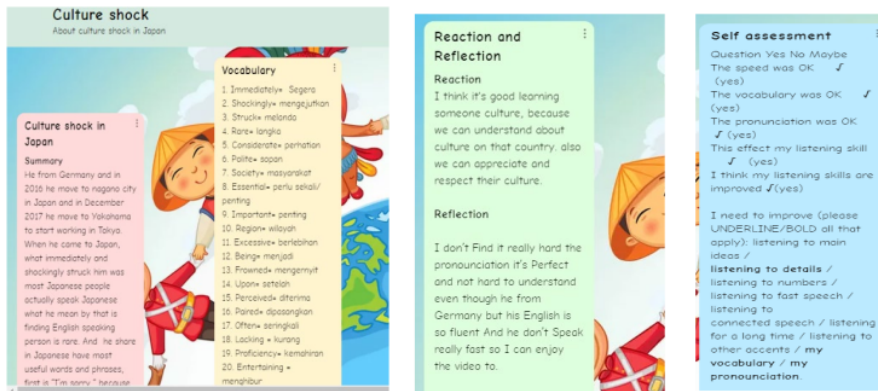 Culture shock
About culture shock in Japan
Culture shock in
Japan
Summary
He from Germany and in
2016 he move to nagano city
in Japan and in December
2017 he move to Yokahama
to start working in Tokyo.
When he came to Japan,
what immediately and
shockingly struck him was
most Japanese people
actually speak Japanese
what he mean by that is
finding English speaking
person is rare. And he share
in Japanese have most
useful words and phrases,
first is "I'm sorry " because
Vocabulary
1. Immediately= Segera
2. Shockingly= mengejutkan
3. Struck= melanda
4. Rare= langka
5. Considerate= perhatian
6. Polite= sopan
7. Society= masyarakat
8. Essential= perlu sekali/
penting
9. Important= penting
10. Region= wilayah
11. Excessive= berlebihan
12. Being= menjadi
13. Frowned= mengernyit
14. Upon= setelah
15. Perceived= diterima
16. Paired= dipasangkan
17. Often= seringkali
18. Lacking = kurang
19. Proficiency= kemahiran
20. Entertaining =
menghibur
Reaction and
Reflection
Reaction
I think it's good learning
someone culture, because
we can understand about
culture on that country. also
we can appreciate and
respect their culture.
Reflection
I don't Find it really hard the
pronounciation it's Perfect
and not hard to understand
even though he from
Germany but his English is
so fluent And he don't Speak
really fast so I can enjoy
the video to.
Self assessment
Question Yes No Maybe
The speed was OK √
(yes)
The vocabulary was OK √
(yes)
The pronunciation was OK
√ (yes)
This effect my listening skill
√ (yes)
I think my listening skills are
improved √(yes)
I need to improve (please
UNDERLINE/BOLD all that
apply): listening to main
ideas /
listening to details /
listening to numbers /
listening to fast speech /
listening to
connected speech / listening
for a long time / listening to
other accents / my
vocabulary / my
pronounciation.